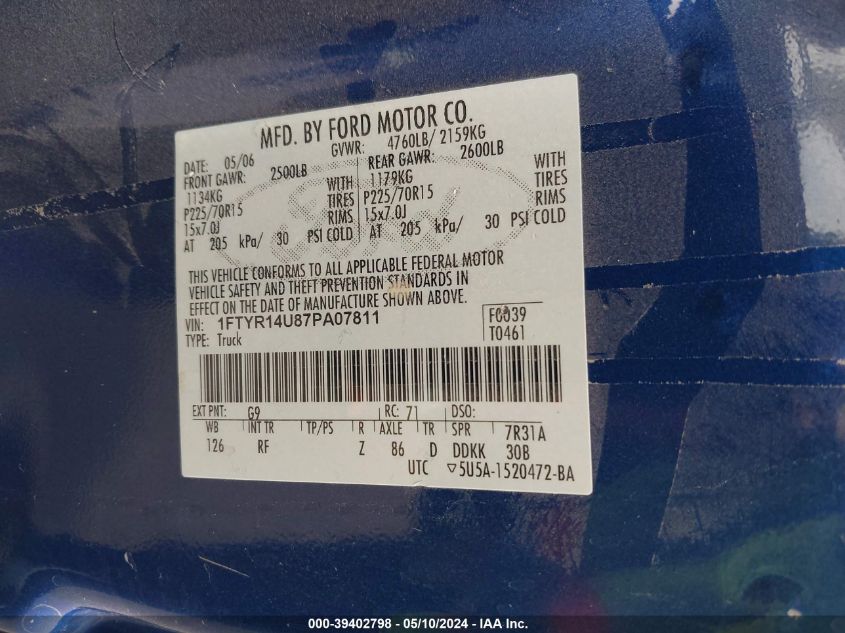 MFD. BY FORD MOTOR CO.
DATE: 05/06 GVWR: 4760LB/ 2159KG
FRONT GAWR: 2500LB REAR GAWR: 2600LB
1134KG WITH 1179KG WITH
P225/70R15 TIRES P225/70R15 TIRES
15x7.0J RIMS 15x7.0J RIMS
AT 205 kPa/ 30 PSI COLD AT 205 kPa/ 30 PSI COLD
THIS VEHICLE CONFORMS TO ALL APPLICABLE FEDERAL MOTOR
VEHICLE SAFETY AND THEFT PREVENTION STANDARDS IN
EFFECT ON THE DATE OF MANUFACTURE SHOWN ABOVE.
VIN: 1FTYR14U87PA07811 F0039
TYPE: Truck T0461
EXT PNT: G9 RC: 71 DSO:
WB INT TR TP/PS R AXLE TR SPR 7R31A
126 RF Z 86 D DDKK 30B
UTC ▽5U5A-1520472-BA
000-39402798 - 05/10/2024 - IAAI US, Inc.